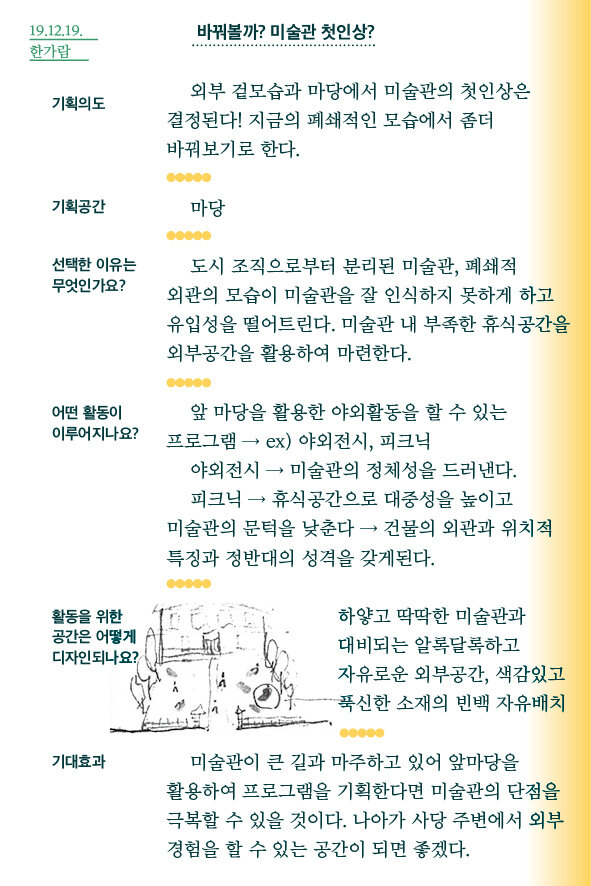 19.12.19.
한가람
바꿔볼까? 미술관 첫인상?
기획의도
외부 겉모습과 마당에서 미술관의 첫인상은
결정된다! 지금의 폐쇄적인 모습에서 좀더
바꿔보기로 한다.
기획공간
마당
선택한 이유는
무엇인가요?
도시 조직으로부터 분리된 미술관, 폐쇄적
외관의 모습이 미술관을 잘 인식하지 못하게 하고
유입성을 떨어트린다. 미술관 내 부족한 휴식공간을
외부공간을 활용하여 마련한다.
어떤 활동이
이루어지나요?
앞 마당을 활용한 야외활동을 할 수 있는
프로그램 → ex) 야외전시, 피크닉
야외전시 → 미술관의 정체성을 드러낸다.
피크닉 → 휴식공간으로 대중성을 높이고
미술관의 문턱을 낮춘다 → 건물의 외관과 위치적
특징과 정반대의 성격을 갖게된다.
활동을 위한
공간은 어떻게
디자인되나요?
하얗고 딱딱한 미술관과
대비되는 알록달록하고
자유로운 외부공간, 색감있고
푹신한 소재의 빈백 자유배치
기대효과
미술관이 큰 길과 마주하고 있어 앞마당을
활용하여 프로그램을 기획한다면 미술관의 단점을
극복할 수 있을 것이다. 나아가 사당 주변에서 외부
경험을 할 수 있는 공간이 되면 좋겠다.